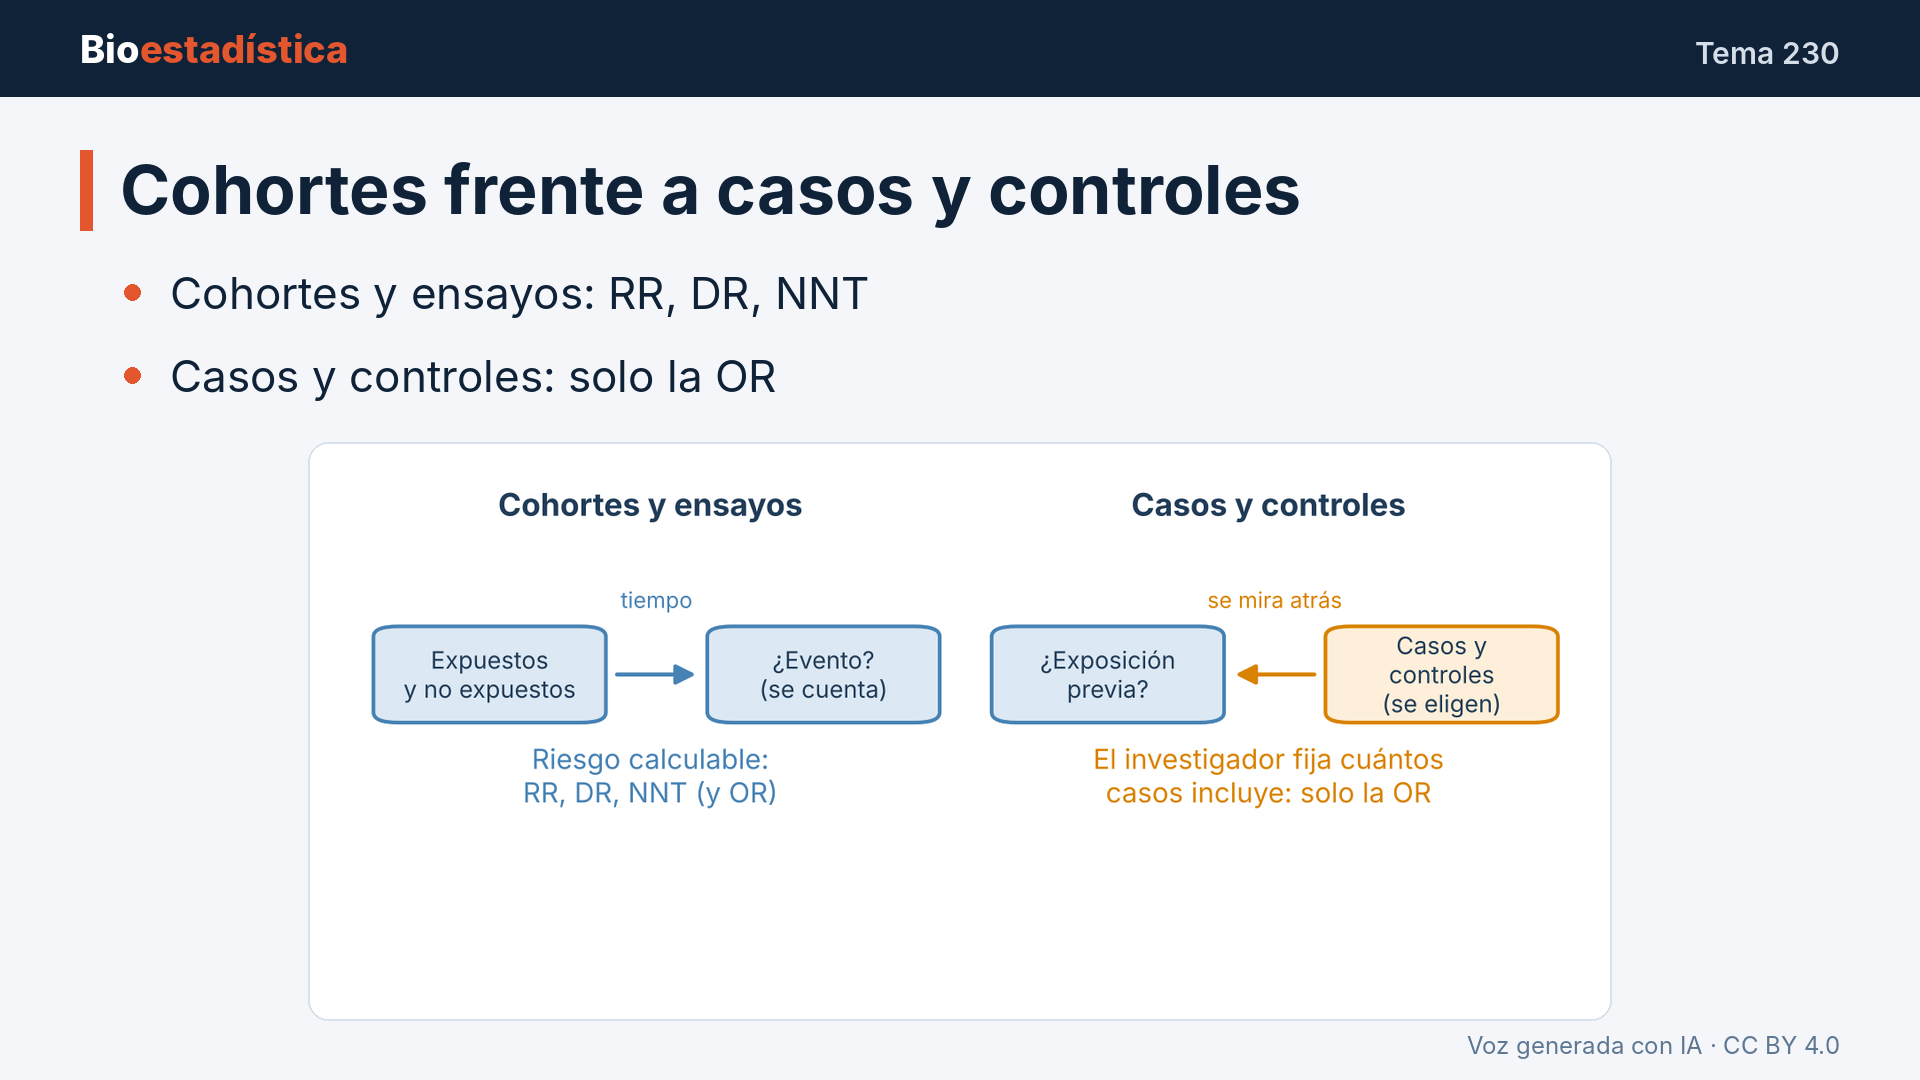 Bioestadística
Tema 230
Cohortes frente a casos y controles
• Cohortes y ensayos: RR, DR, NNT
• Casos y controles: solo la OR
Cohortes y ensayos
tiempo
Expuestos
y no expuestos
¿Evento?
(se cuenta)
Riesgo calculable:
RR, DR, NNT (y OR)
Casos y controles
se mira atrás
¿Exposición
previa?
Casos y
controles
(se eligen)
El investigador fija cuántos
casos incluye: solo la OR
Voz generada con IA · CC BY 4.0